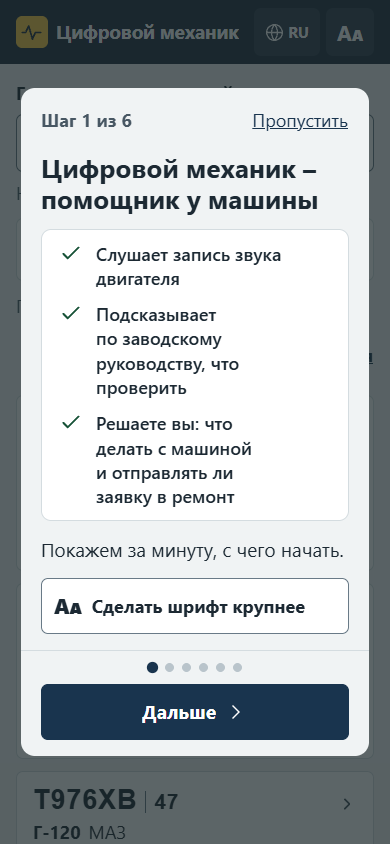 Цифровой механик
RU
Aa
Шаг 1 из 6
Пропустить
Цифровой механик –
помощник у машины
Слушает запись звука
двигателя
Подсказывает
по заводскому
руководству, что
проверить
Решаете вы: что
делать с машиной
и отправлять ли
заявку в ремонт
Покажем за минуту, с чего начать.
Aa Сделать шрифт крупнее
Дальше
Т976ХВ 47
Г-120 МАЗ